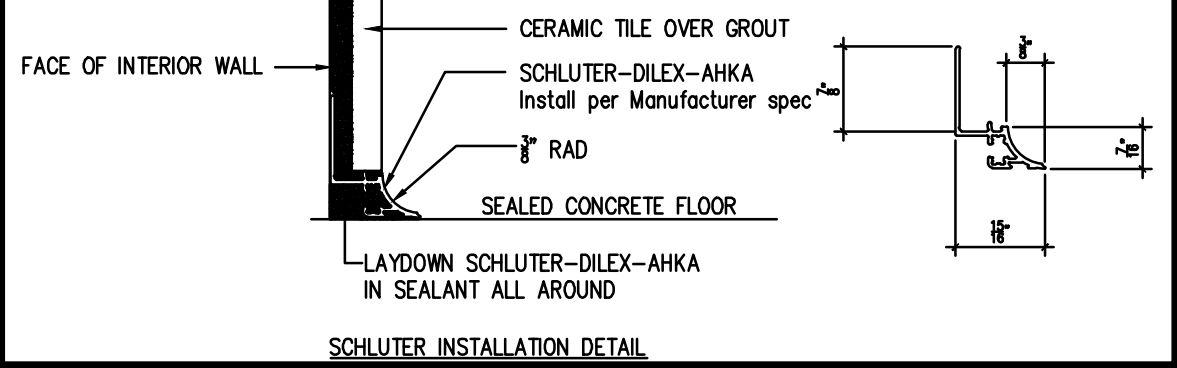 CERAMIC TILE OVER GROUT
FACE OF INTERIOR WALL
SCHLUTER-DILEX-AHKA
Install per Manufacturer spec
3/8" RAD
SEALED CONCRETE FLOOR
LAYDOWN SCHLUTER-DILEX-AHKA
IN SEALANT ALL AROUND
SCHLUTER INSTALLATION DETAIL
7/8"
3/8"
7/16"
15/16"